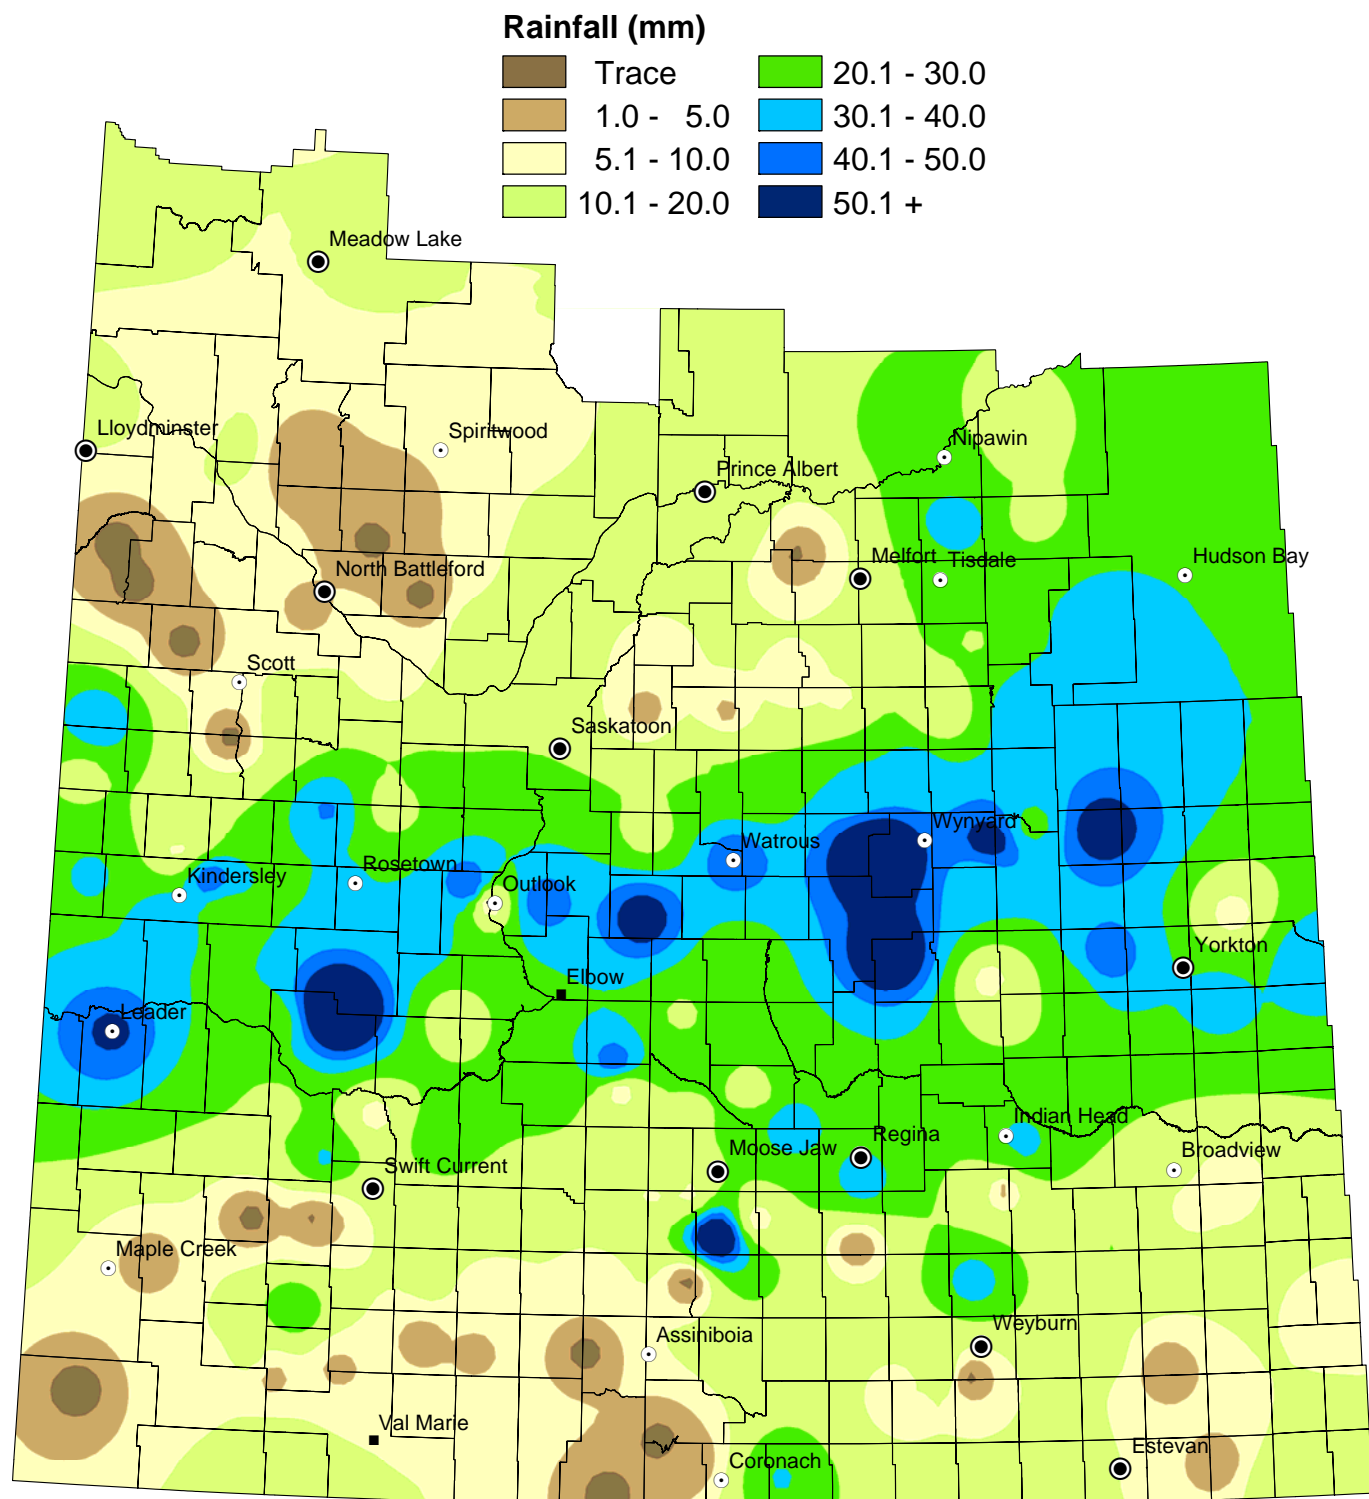 Rainfall (mm)
Trace
20.1 - 30.0
1.0 - 5.0
30.1 - 40.0
5.1 - 10.0
40.1 - 50.0
10.1 - 20.0
50.1 +
Meadow Lake
Lloydminster
Spiritwood
Nipawin
Prince Albert
Melfort
Tisdale
Hudson Bay
North Battleford
Scott
Saskatoon
Wynyard
Watrous
Rosetown
Kindersley
Outlook
Yorkton
Elbow
Leader
Indian Head
Regina
Moose Jaw
Broadview
Swift Current
Maple Creek
Weyburn
Assiniboia
Val Marie
Estevan
Coronach